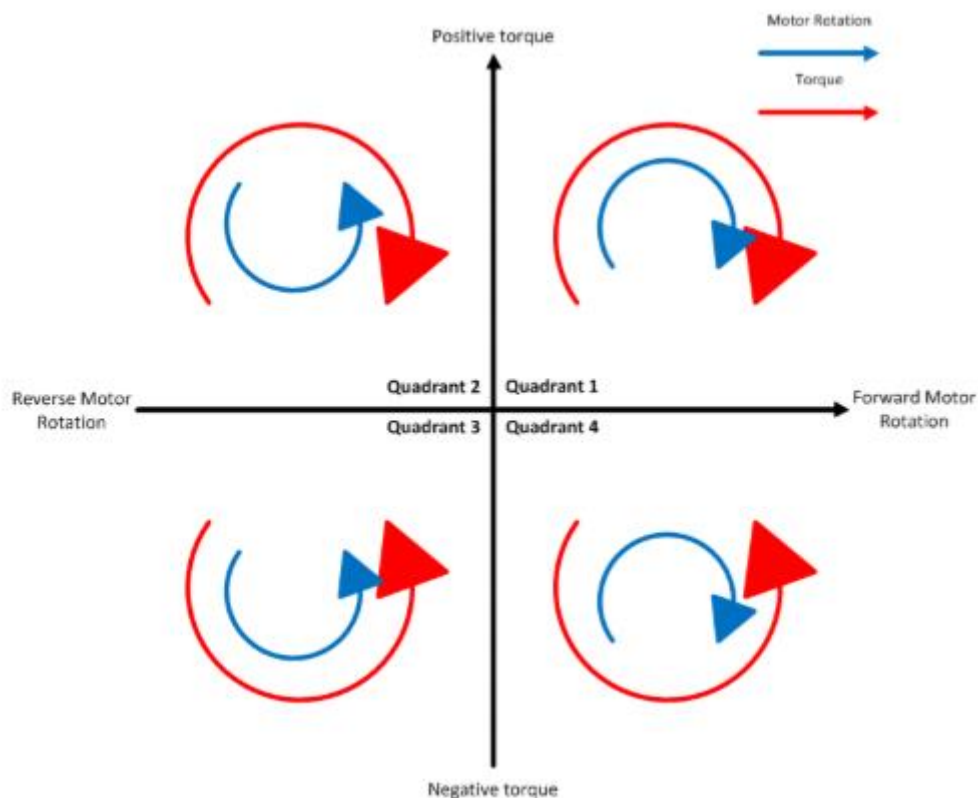 Positive torque
Motor Rotation
Torque
Quadrant 2
Quadrant 1
Reverse Motor
Rotation
Forward Motor
Rotation
Quadrant 3
Quadrant 4
Negative torque